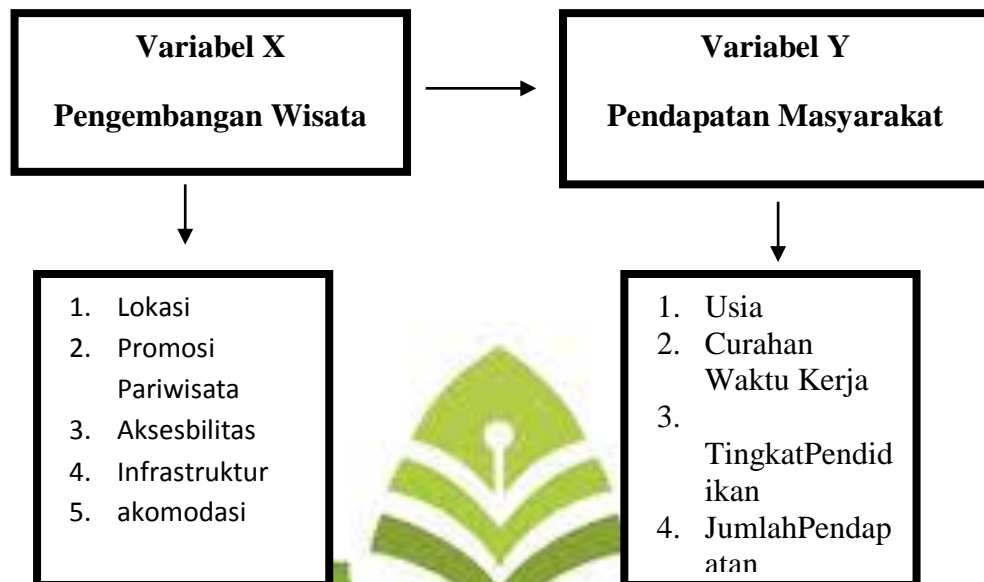 Variabel X
Pengembangan Wisata
Variabel Y
Pendapatan Masyarakat
1. Lokasi
2. Promosi
Pariwisata
3. Aksesbilitas
4. Infrastruktur
5. akomodasi
1. Usia
2. Curahan
Waktu Kerja
3.
TingkatPendid
ikan
4. JumlahPendap
atan